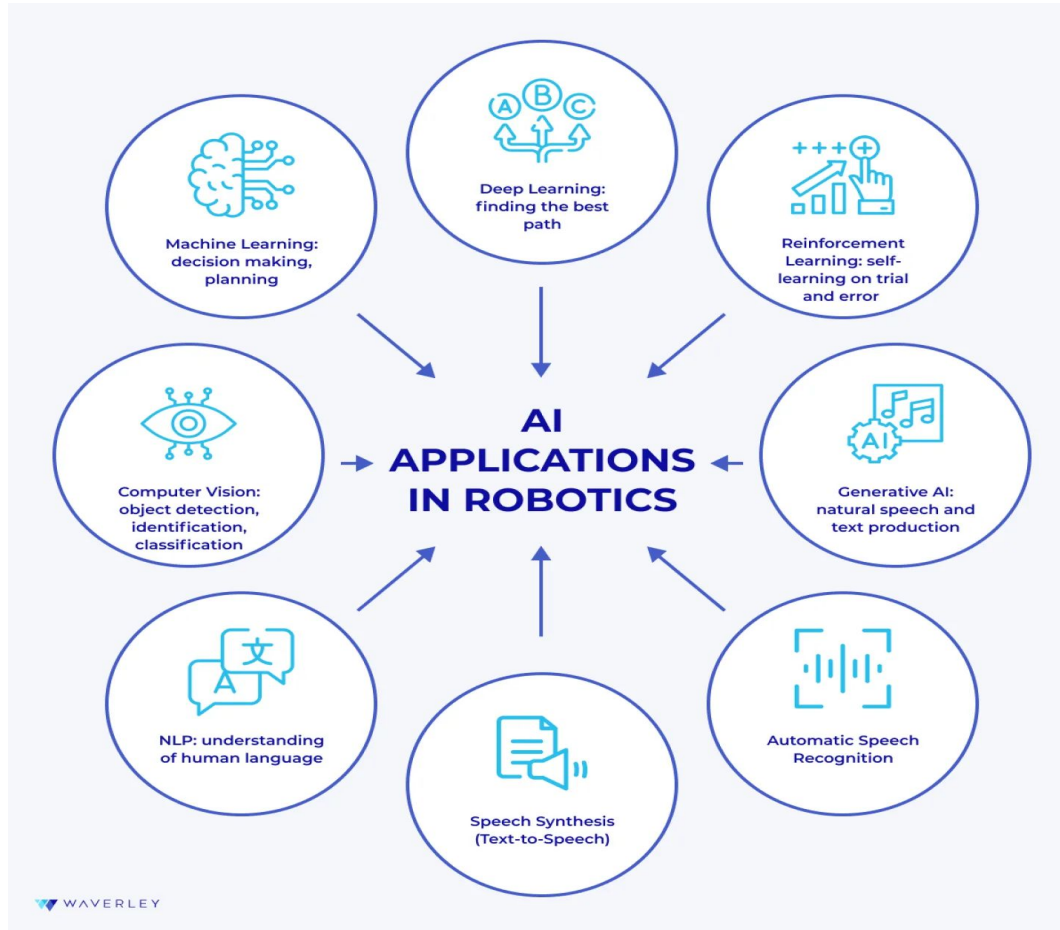 A
B
C
Deep Learning:
finding the best
path
Machine Learning:
decision making,
planning
Reinforcement
Learning: self-
learning on trial
and error
AI
APPLICATIONS
IN ROBOTICS
Computer Vision:
object detection,
identification,
classification
AI
Generative AI:
natural speech and
text production
文
A
NLP: understanding
of human language
Automatic Speech
Recognition
Speech Synthesis
(Text-to-Speech)
WAVERLEY